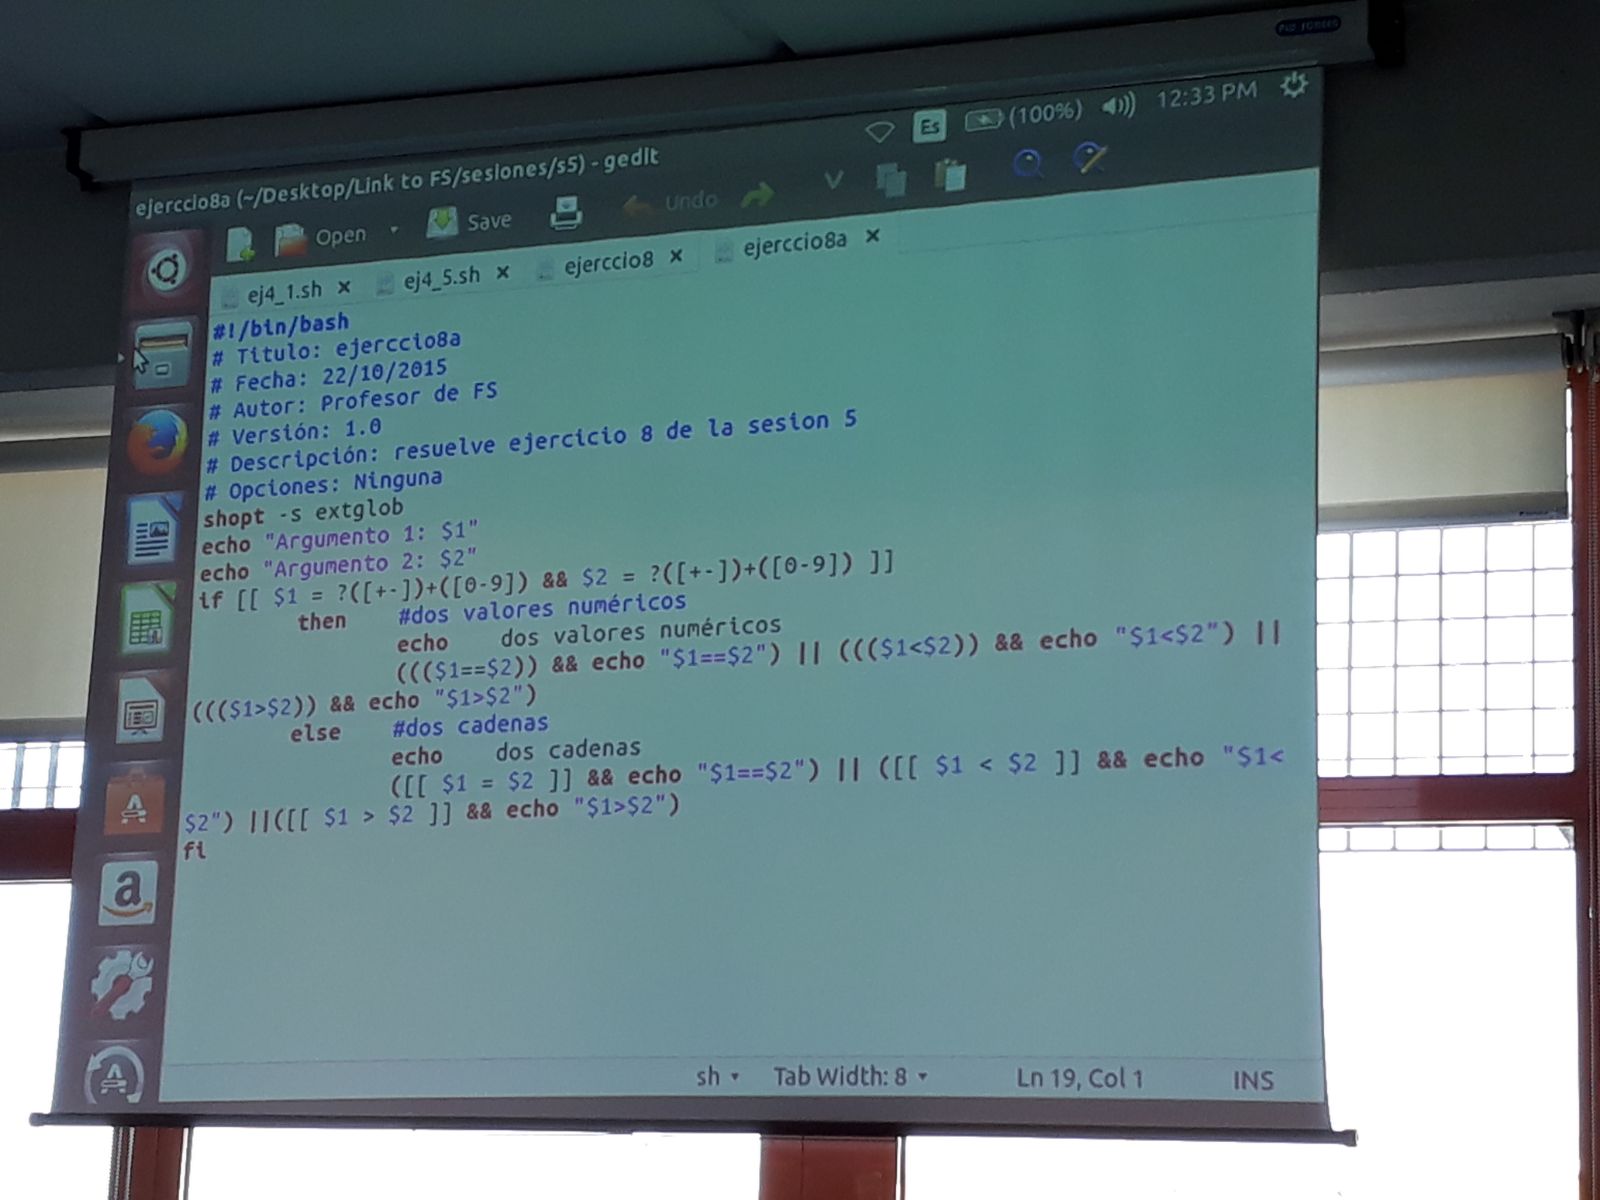 12:33 PM
(100%)
Es
ejerccio8a (~/Desktop/Link to FS/sesiones/s5) - gedit
Open Save Undo
ej4_1.sh x ej4_5.sh x ejerccio8 x ejerccio8a x
#!/bin/bash
# Titulo: ejerccio8a
# Fecha: 22/10/2015
# Autor: Profesor de FS
# Versión: 1.0
# Descripción: resuelve ejercicio 8 de la sesion 5
# Opciones: Ninguna
shopt -s extglob
echo "Argumento 1: $1"
echo "Argumento 2: $2"
if [[ $1 = ?([+-])+([0-9]) && $2 = ?([+-])+([0-9]) ]]
then #dos valores numéricos
echo dos valores numéricos
((($1==$2)) && echo "$1==$2") || ((($1<$2)) && echo "$1<$2") ||
((($1>$2)) && echo "$1>$2")
else #dos cadenas
echo dos cadenas
([[ $1 = $2 ]] && echo "$1==$2") || ([[ $1 < $2 ]] && echo "$1<
$2") ||([[ $1 > $2 ]] && echo "$1>$2")
fi
a
sh Tab Width: 8 Ln 19, Col 1 INS